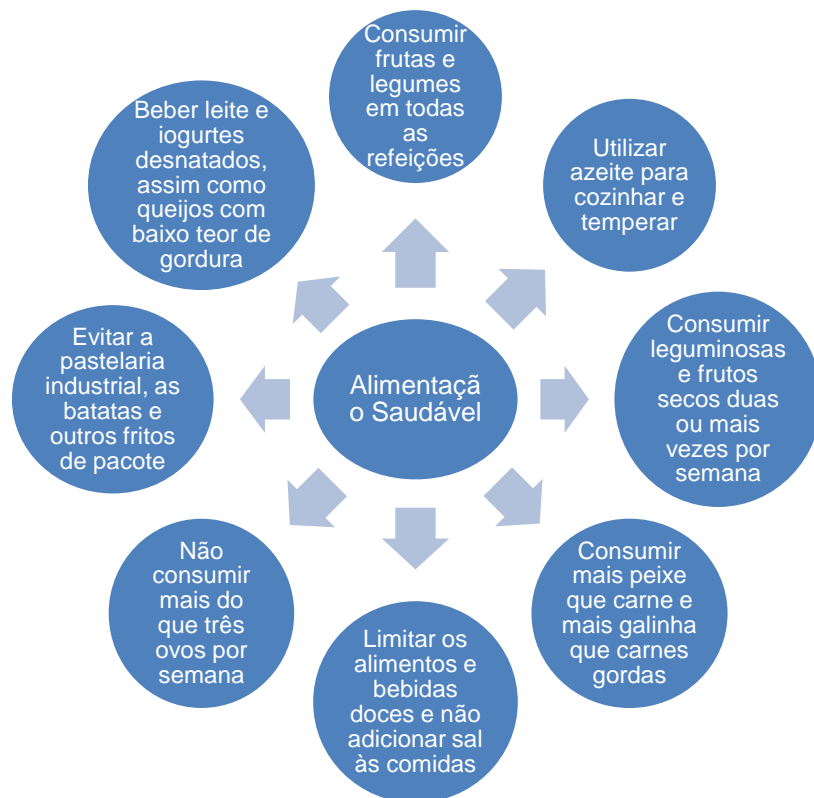 Consumir
frutas e
legumes
em todas
as
refeições
Utilizar
azeite para
cozinhar e
temperar
Consumir
leguminosas
e frutos
secos duas
ou mais
vezes por
semana
Consumir
mais peixe
que carne e
mais galinha
que carnes
gordas
Limitar os
alimentos e
bebidas
doces e não
adicionar sal
às comidas
Não
consumir
mais do
que três
ovos por
semana
Evitar a
pastelaria
industrial, as
batatas e
outros fritos
de pacote
Beber leite e
iogurtes
desnatados,
assim como
queijos com
baixo teor de
gordura
Alimentaçã
o Saudável